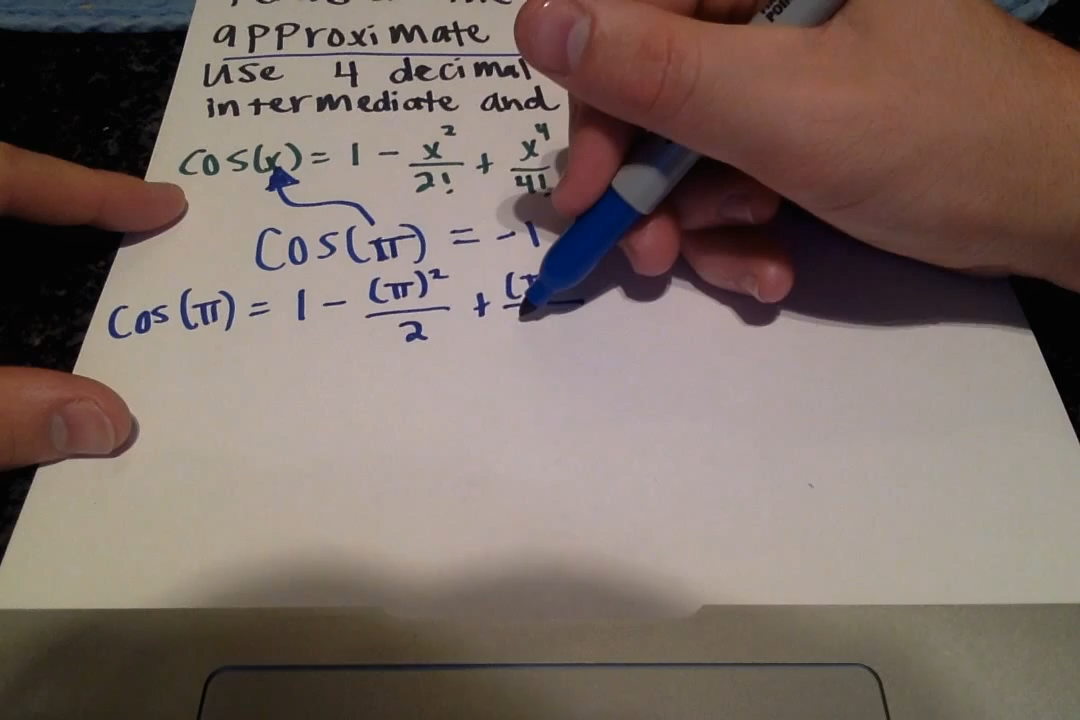 approximate
use 4 decimal
intermediate and
cos(x) = 1 - x²/2! + x⁴/4!
cos(π) = -1
cos(π) = 1 - (π)²/2 + (π